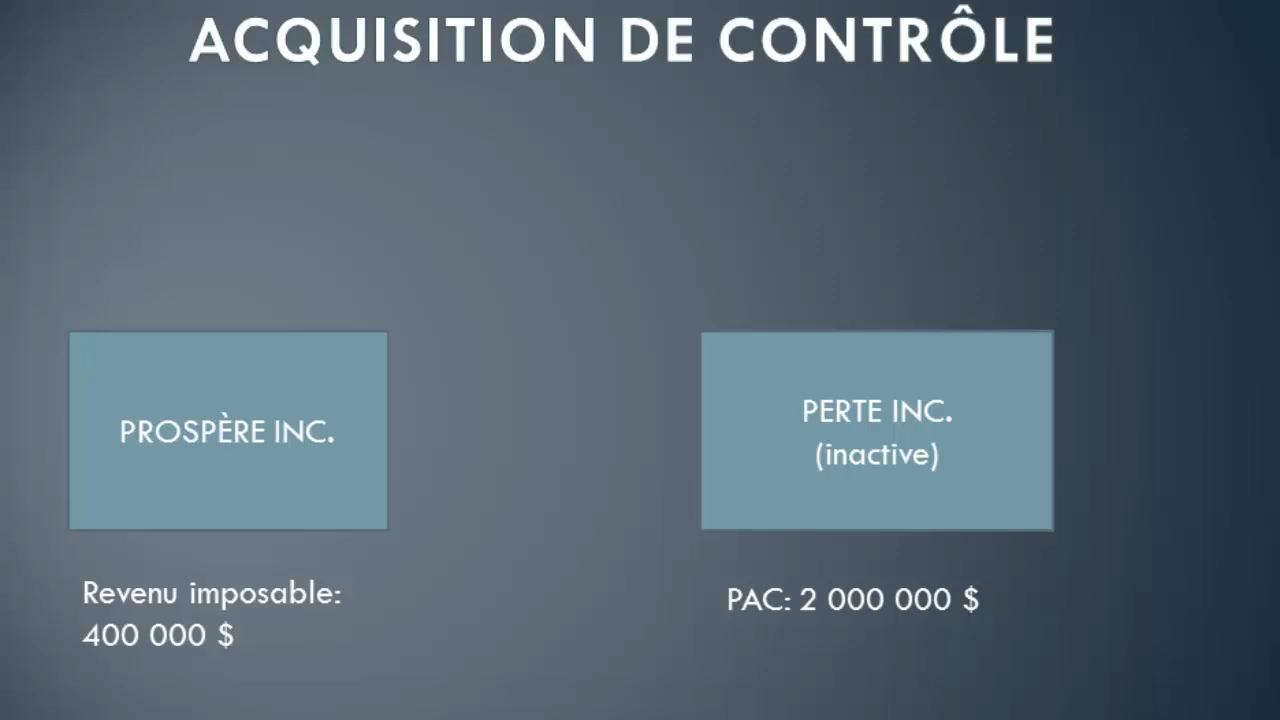 ACQUISITION DE CONTRÔLE
PROSPÈRE INC.
PERTE INC.
(inactive)
Revenu imposable:
400 000 $
PAC: 2 000 000 $